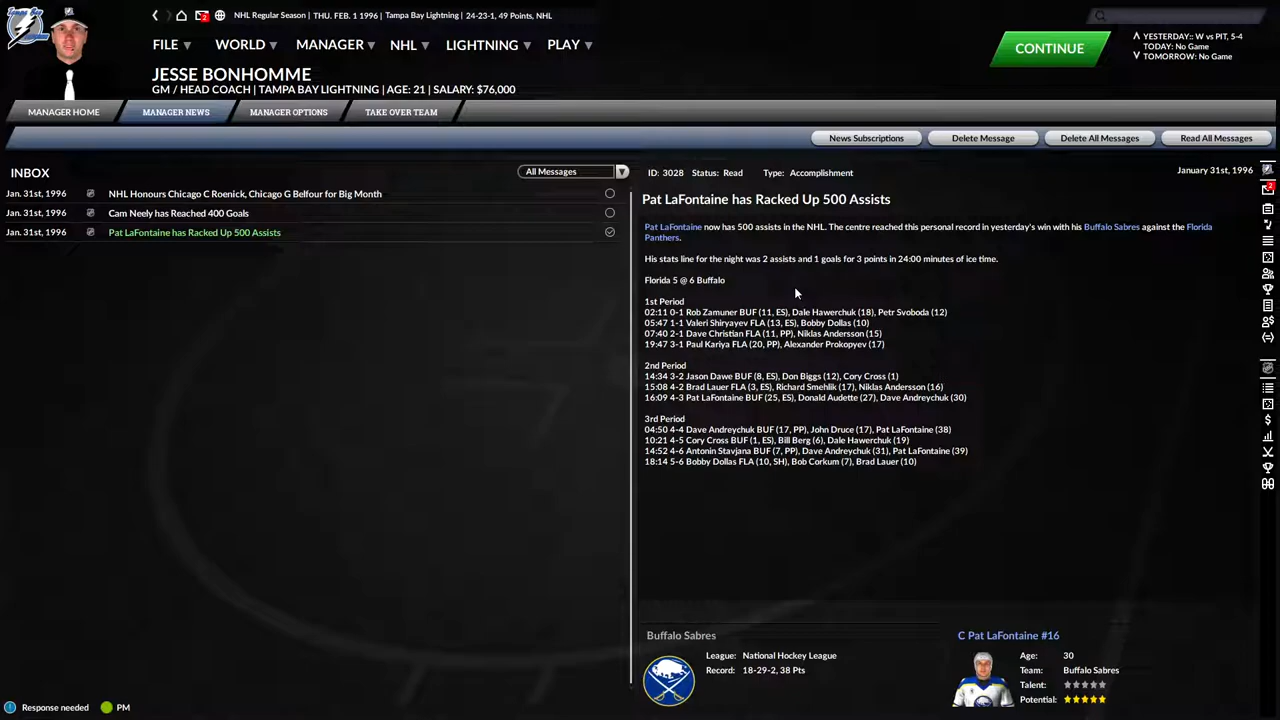 NHL Regular Season | THU. FEB. 1 1996 | Tampa Bay Lightning | 24-23-1, 49 Points, NHL
FILE WORLD MANAGER NHL LIGHTNING PLAY
CONTINUE
YESTERDAY:: W vs PIT, 5-4
TODAY: No Game
TOMORROW: No Game
JESSE BONHOMME
GM / HEAD COACH | TAMPA BAY LIGHTNING | AGE: 21 | SALARY: $76,000
MANAGER HOME MANAGER NEWS MANAGER OPTIONS TAKE OVER TEAM
News Subscriptions Delete Message Delete All Messages Read All Messages
INBOX All Messages
Jan. 31st, 1996 NHL Honours Chicago C Roenick, Chicago G Belfour for Big Month
Jan. 31st, 1996 Cam Neely has Reached 400 Goals
Jan. 31st, 1996 Pat LaFontaine has Racked Up 500 Assists
ID: 3028 Status: Read Type: Accomplishment January 31st, 1996
Pat LaFontaine has Racked Up 500 Assists
Pat LaFontaine now has 500 assists in the NHL. The centre reached this personal record in yesterday's win with his Buffalo Sabres against the Florida
Panthers.
His stats line for the night was 2 assists and 1 goals for 3 points in 24:00 minutes of ice time.
Florida 5 @ 6 Buffalo
1st Period
02:11 0-1 Rob Zamuner BUF (11, ES), Dale Hawerchuk (18), Petr Svoboda (12)
05:47 1-1 Valeri Shiryayev FLA (13, ES), Bobby Dollas (10)
07:40 2-1 Dave Christian FLA (11, PP), Niklas Andersson (15)
19:47 3-1 Paul Kariya FLA (20, PP), Alexander Prokopyev (17)
2nd Period
14:34 3-2 Jason Dawe BUF (8, ES), Don Biggs (12), Cory Cross (1)
15:08 4-2 Brad Lauer FLA (3, ES), Richard Smehlik (17), Niklas Andersson (16)
16:09 4-3 Pat LaFontaine BUF (25, ES), Donald Audette (27), Dave Andreychuk (30)
3rd Period
04:50 4-4 Dave Andreychuk BUF (17, PP), John Druce (17), Pat LaFontaine (38)
10:21 4-5 Cory Cross BUF (1, ES), Bill Berg (6), Dale Hawerchuk (19)
14:52 4-6 Antonin Stavjana BUF (7, PP), Dave Andreychuk (31), Pat LaFontaine (39)
18:14 5-6 Bobby Dollas FLA (10, SH), Bob Corkum (7), Brad Lauer (10)
Buffalo Sabres
League: National Hockey League
Record: 18-29-2, 38 Pts
C Pat LaFontaine #16
Age: 30
Team: Buffalo Sabres
Talent:
Potential:
Response needed PM